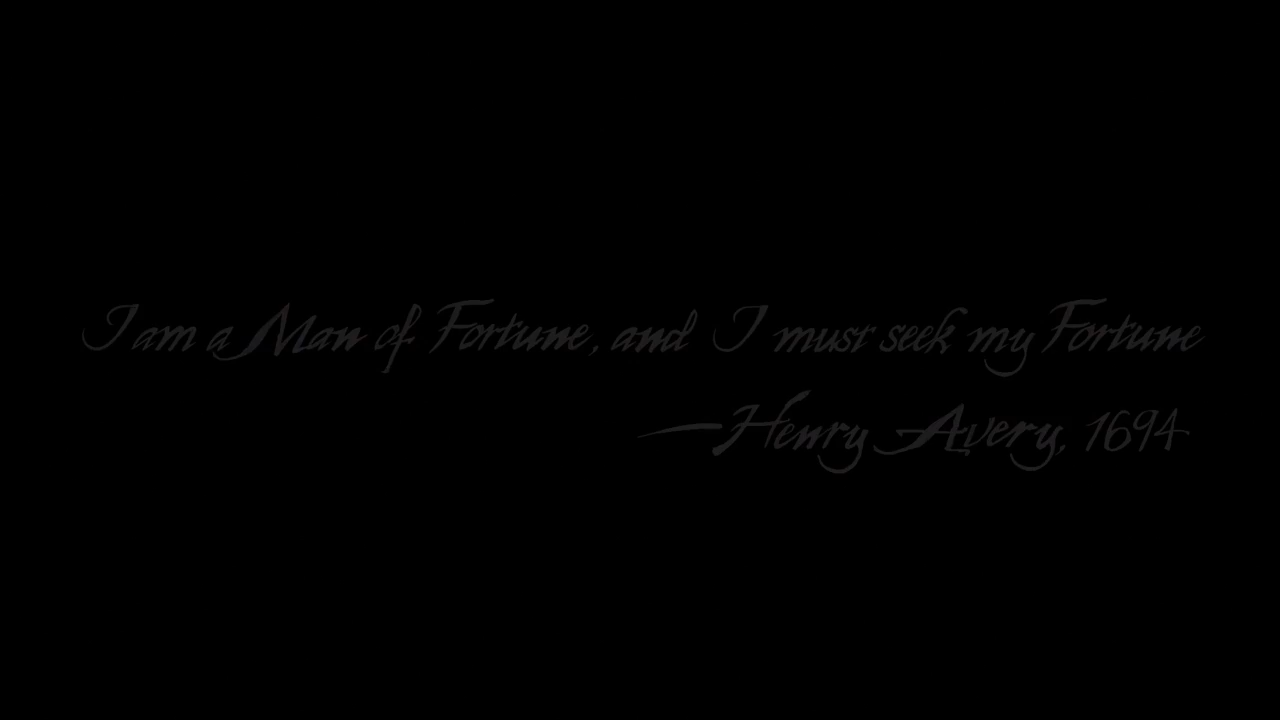 I am a Man of Fortune, and I must seek my Fortune
—Henry Avery, 1694